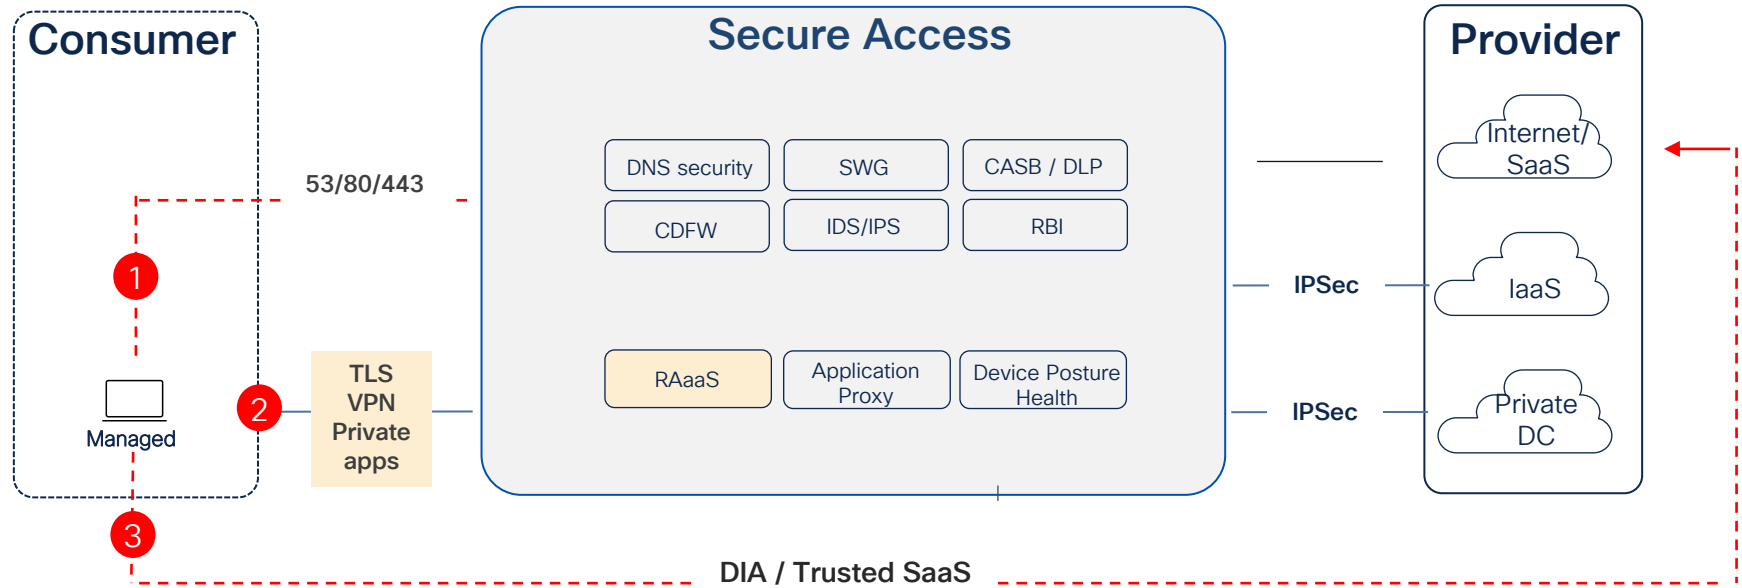 Consumer
Secure Access
Provider
53/80/443
DNS security
SWG
CASB / DLP
CDFW
IDS/IPS
RBI
Internet/
SaaS
1
IPSec
IaaS
TLS
VPN
Private
apps
RAaaS
Application
Proxy
Device Posture
Health
2
IPSec
Private
DC
Managed
3
DIA / Trusted SaaS